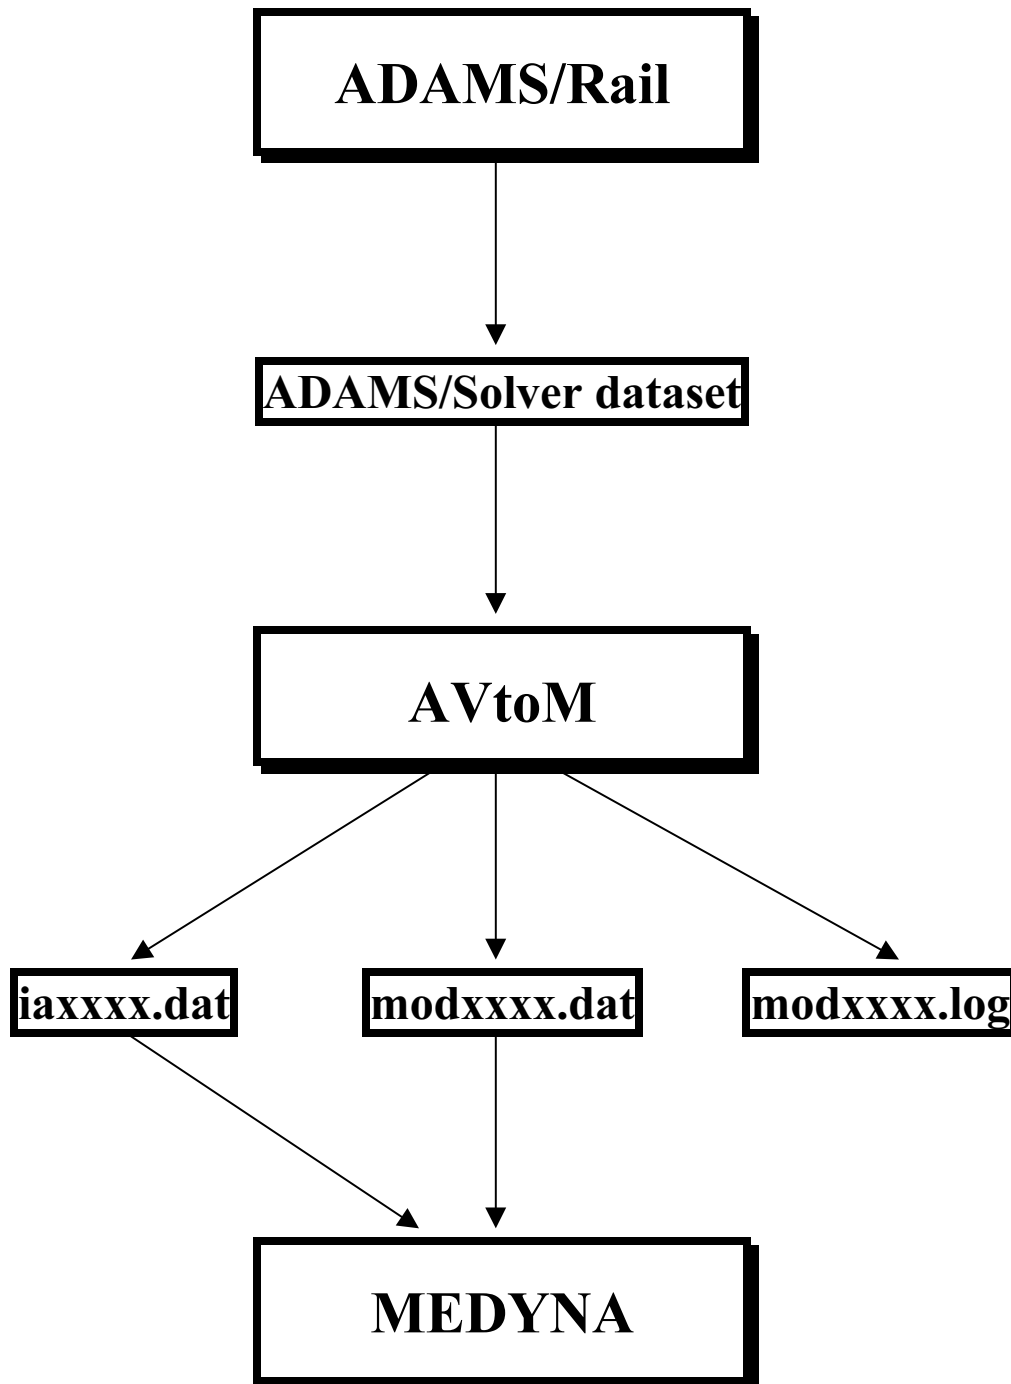 ADAMS/Rail
ADAMS/Solver dataset
AVtoM
iaxxxx.dat
modxxxx.dat
modxxxx.log
MEDYNA